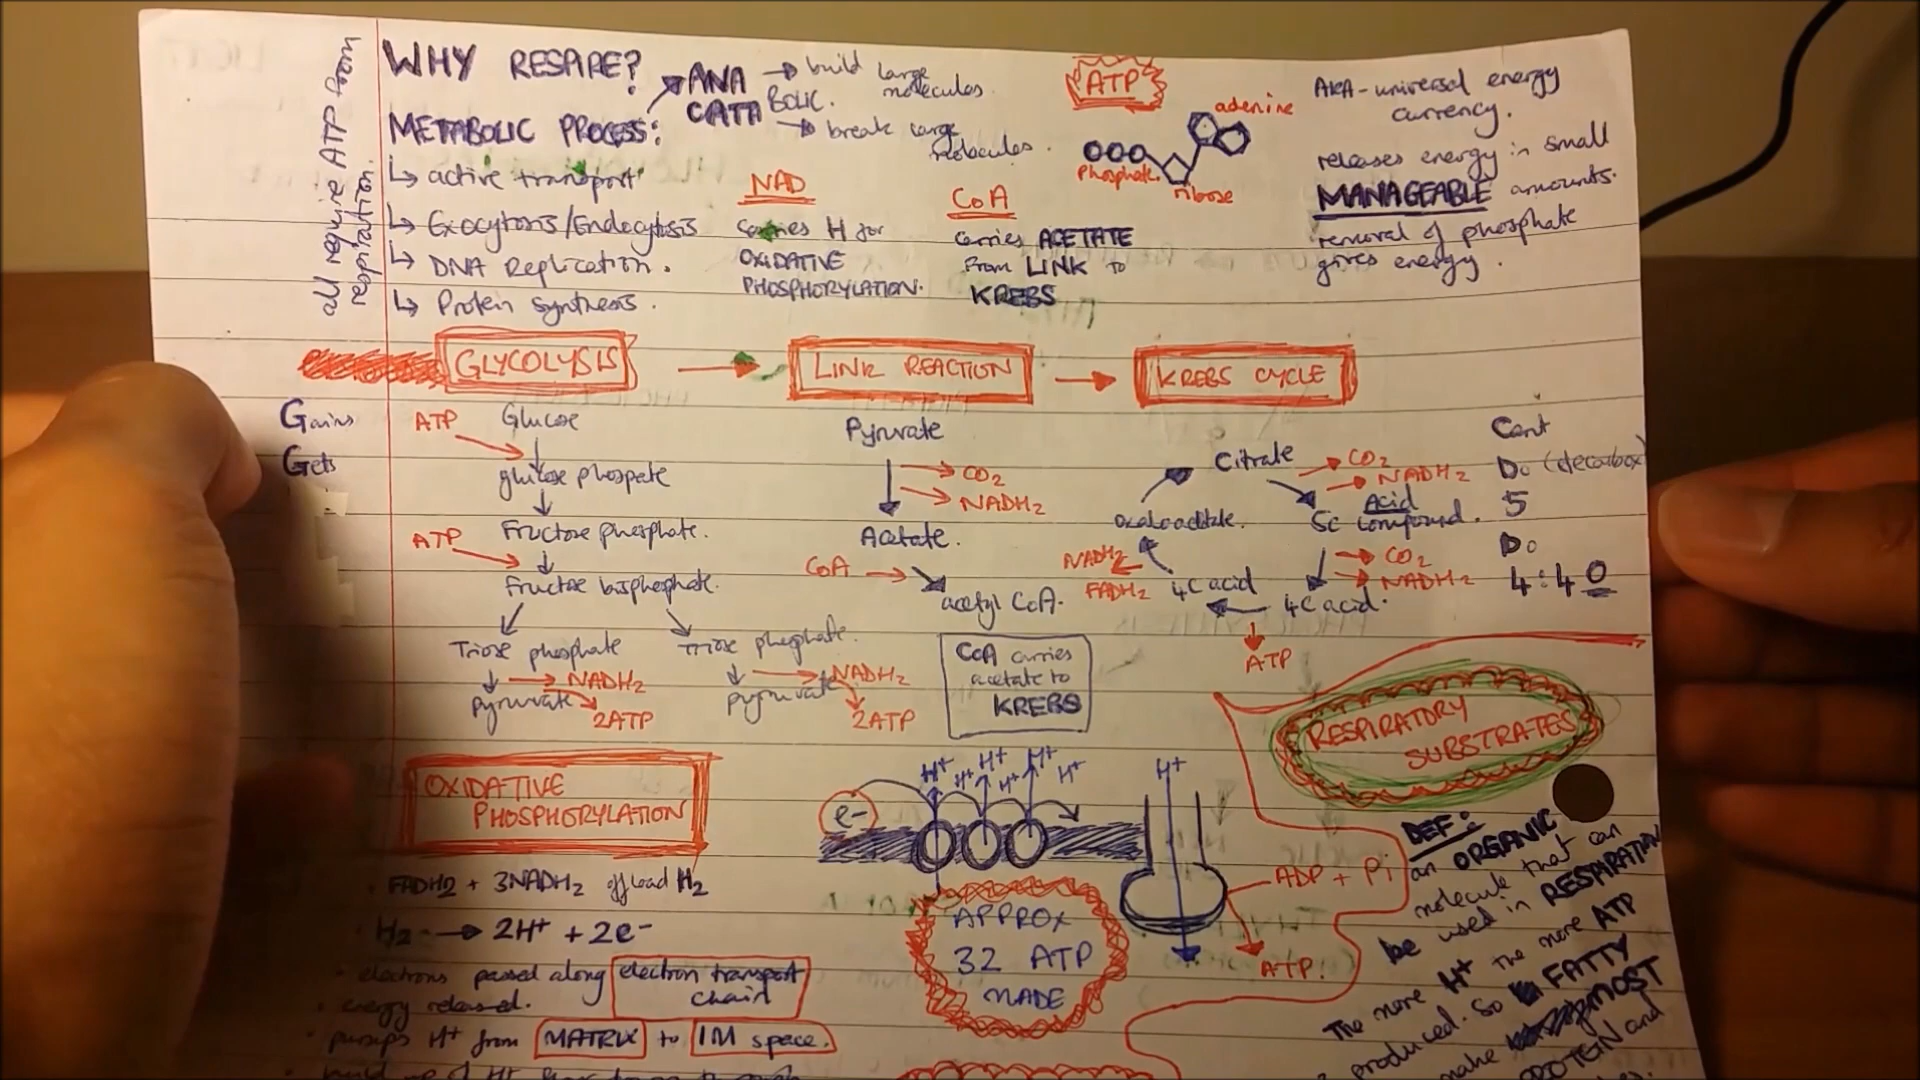 all require ATP from respiration
WHY RESPIRE?
METABOLIC PROCESS:
ANA
CATA
BOLIC.
build large
molecules.
break large
molecules.
↳ active transport
↳ Exocytosis/Endocytosis
↳ DNA Replication.
↳ Protein synthesis.
NAD
carries H for
OXIDATIVE
PHOSPHORYLATION.
CoA
carries ACETATE
from LINK to
KREBS
ATP
adenine
Phosphate.
ribose
AKA - universal energy
currency.
releases energy in small
MANAGEABLE amounts.
removal of phosphate
gives energy.
GLYCOLYSIS
LINK REACTION
KREBS CYCLE
Gains
Gets
ATP
Glucose
glucose phospate
ATP
Fructose phosphate.
Fructose bisphosphate.
Triose phosphate
Triose phosphate.
NADH2
NADH2
pyruvate
pyruvate
2ATP
2ATP
Pyruvate
CO2
NADH2
Acetate.
CoA
acetyl CoA.
CoA carries
acetate to
KREBS
Citrate
CO2
NADH2
Acid
5c compound.
oxaloacetate.
CO2
NADH2
NADH2
FADH2
4C acid
4C acid.
ATP
Cant
Do (decarbox)
5
Do
4:4 O
OXIDATIVE
PHOSPHORYLATION
• FADH2 + 3NADH2 offload H2
• H2 → 2H+ + 2e-
• electrons passed along electron transport
chain
• energy released.
• pumps H+ from MATRIX to IM space.
e-
H+ H+ H+ H+ H+ H+
H+
ADP + Pi
ATP.
APPROX
32 ATP
MADE
RESPIRATORY
SUBSTRATES
DEF:
an ORGANIC
molecule that can
be used in RESPIRATION
The more H+ the more ATP
produced. So FATTY
make MOST
PROTEIN and